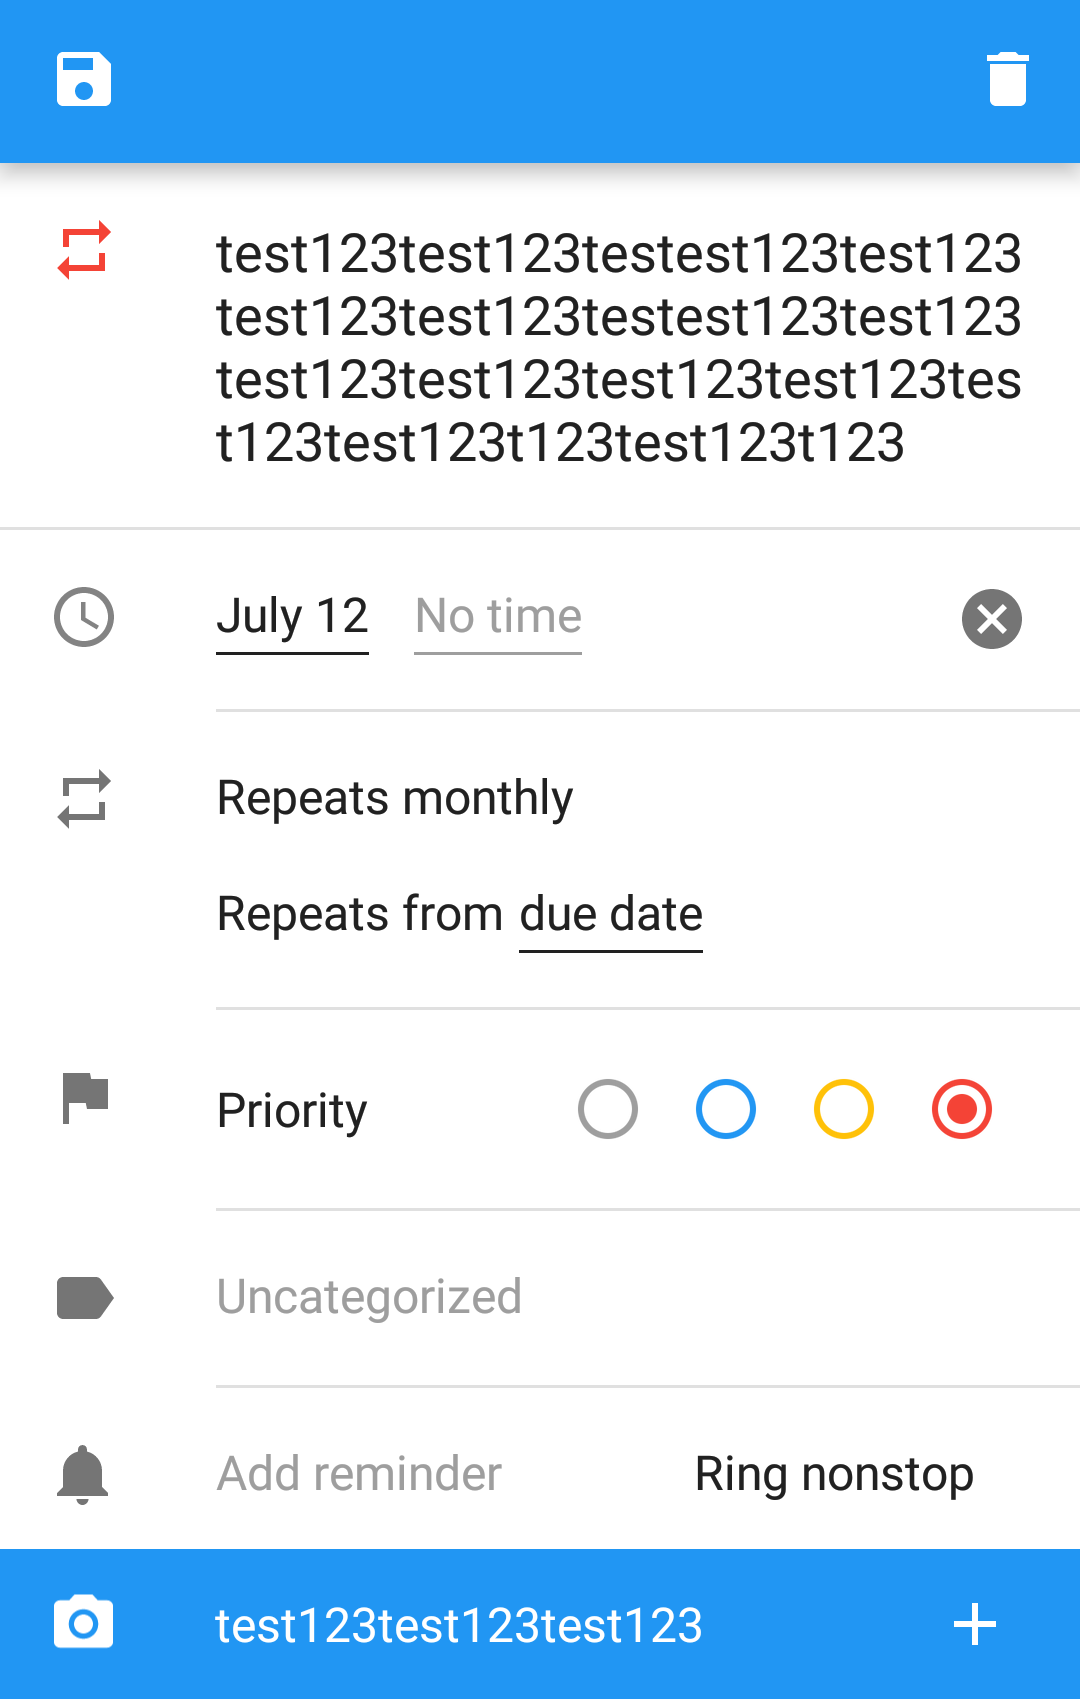 test123test123testest123test123
test123test123testest123test123
test123test123test123test123tes
t123test123t123test123t123
July 12 No time
Repeats monthly
Repeats from due date
Priority
Uncategorized
Add reminder Ring nonstop
test123test123test123